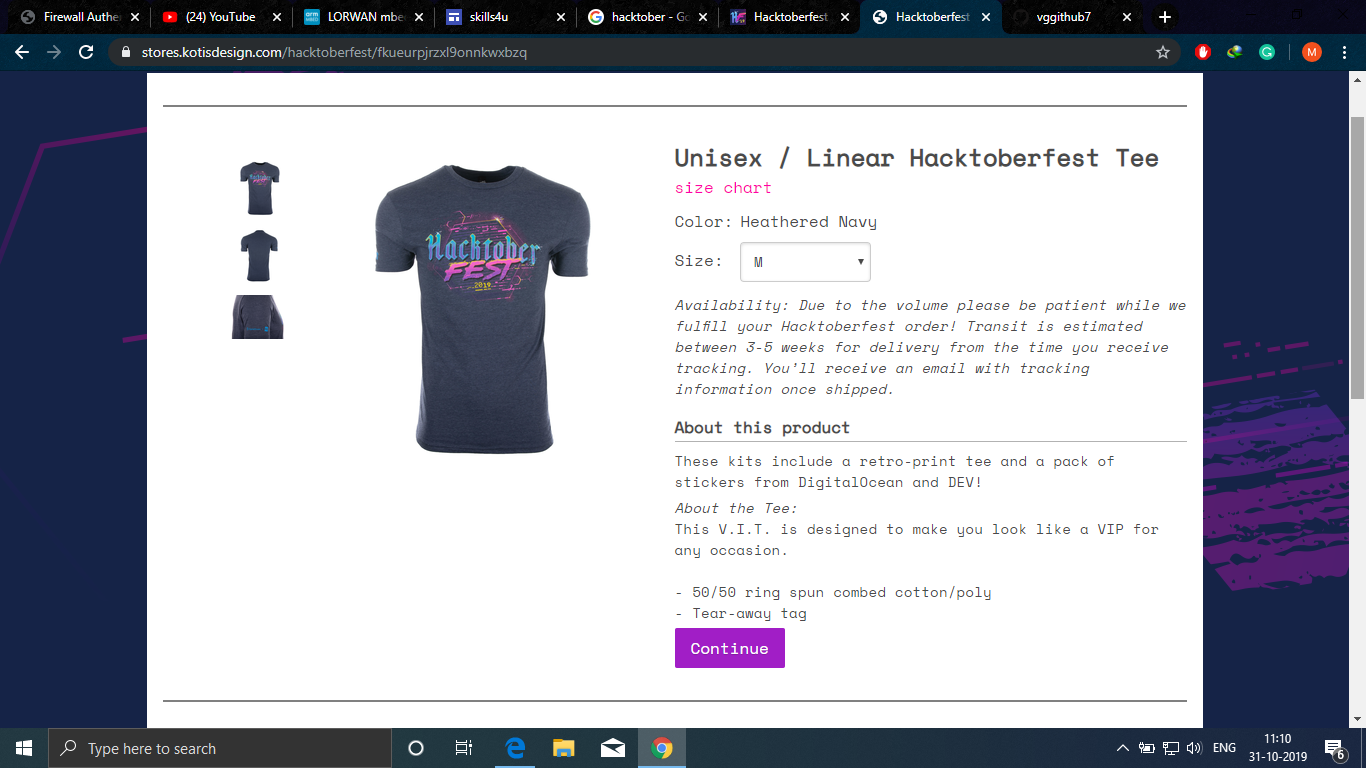 Firewall Authe
(24) YouTube
LORWAN mbe
skills4u
hacktober - Go
Hacktoberfest
Hacktoberfest
vggithub7
stores.kotisdesign.com/hacktoberfest/fkueurpjrzxl9onnkwxbzq
M
Unisex / Linear Hacktoberfest Tee
size chart
Color: Heathered Navy
Size: M
Hacktober
FEST
2019
Availability: Due to the volume please be patient while we
fulfill your Hacktoberfest order! Transit is estimated
between 3-5 weeks for delivery from the time you receive
tracking. You’ll receive an email with tracking
information once shipped.
About this product
These kits include a retro-print tee and a pack of
stickers from DigitalOcean and DEV!
About the Tee:
This V.I.T. is designed to make you look like a VIP for
any occasion.
- 50/50 ring spun combed cotton/poly
- Tear-away tag
Continue
Type here to search
ENG
11:10
31-10-2019
6